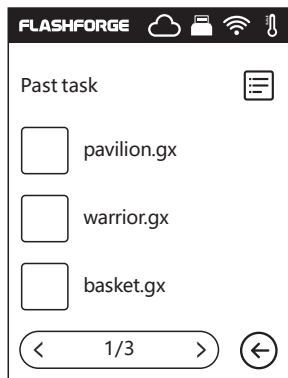 FLASHFORGE
Past task
pavilion.gx
warrior.gx
basket.gx
1/3